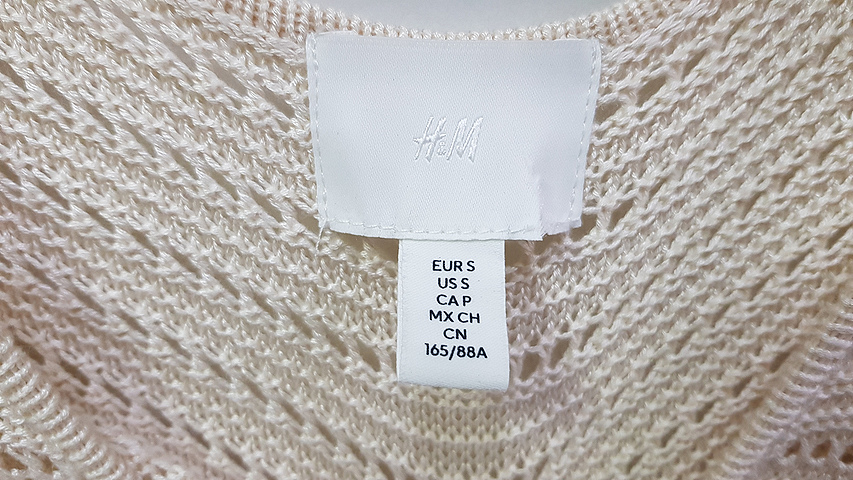 H&M
EUR S
US S
CA P
MX CH
CN
165/88A